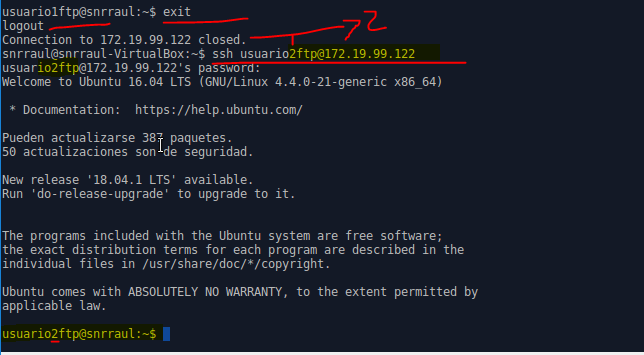 usuario1ftp@snrraul:~$ exit
logout
Connection to 172.19.99.122 closed.
snrraul@snrraul-VirtualBox:~$ ssh usuario2ftp@172.19.99.122
usuario2ftp@172.19.99.122's password:
Welcome to Ubuntu 16.04 LTS (GNU/Linux 4.4.0-21-generic x86_64)
* Documentation:  https://help.ubuntu.com/
Pueden actualizarse 387 paquetes.
50 actualizaciones son de seguridad.
New release '18.04.1 LTS' available.
Run 'do-release-upgrade' to upgrade to it.
The programs included with the Ubuntu system are free software;
the exact distribution terms for each program are described in the
individual files in /usr/share/doc/*/copyright.
Ubuntu comes with ABSOLUTELY NO WARRANTY, to the extent permitted by
applicable law.
usuario2ftp@snrraul:~$